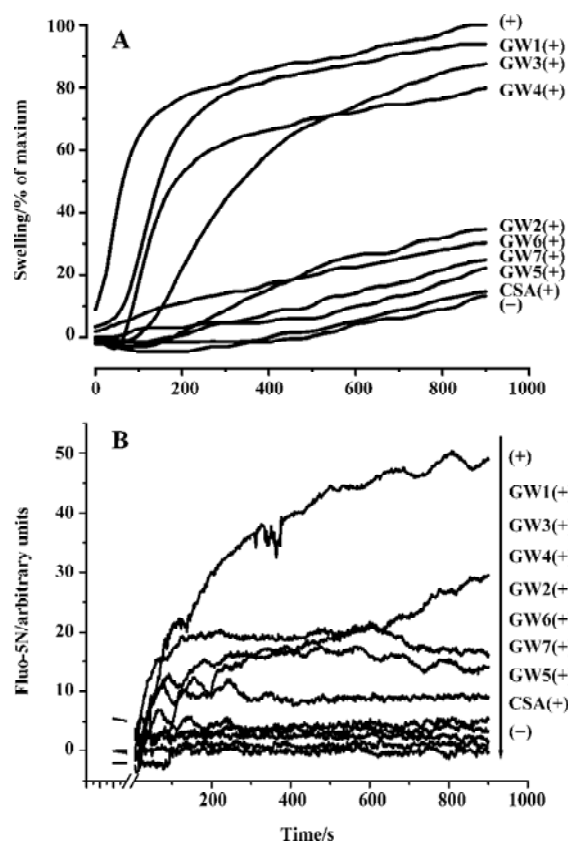 A
Swelling/% of maxium
100
80
60
40
20
0
0 200 400 600 800 1000
(+)
GW1(+)
GW3(+)
GW4(+)
GW2(+)
GW6(+)
GW7(+)
GW5(+)
CSA(+)
(−)
B
Fluo-5N/arbitrary units
50
40
30
20
10
0
200 400 600 800 1000
Time/s
(+)
GW1(+
GW3(+
GW4(+
GW2(+
GW6(+
GW7(+
GW5(+
CSA(+)
(−)